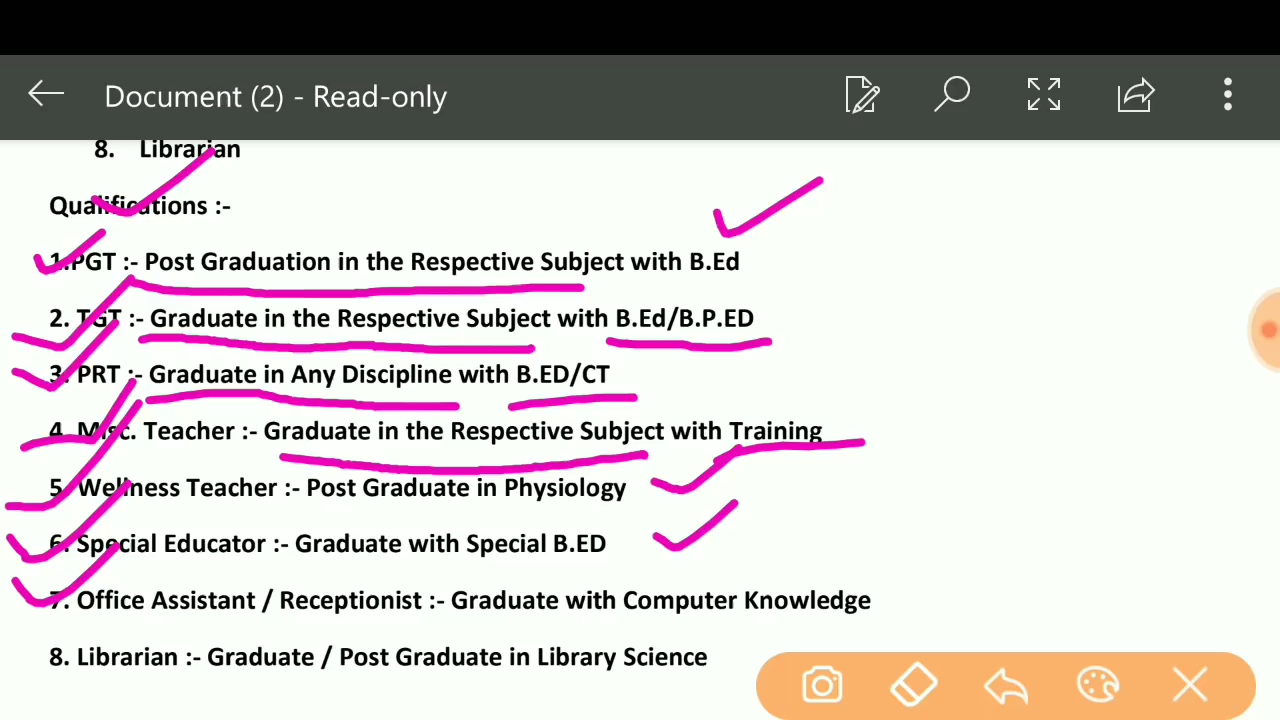 Document (2) - Read-only
8. Librarian
Qualifications :-
1.PGT :- Post Graduation in the Respective Subject with B.Ed
2. TGT :- Graduate in the Respective Subject with B.Ed/B.P.ED
3. PRT :- Graduate in Any Discipline with B.ED/CT
4. Misc. Teacher :- Graduate in the Respective Subject with Training
5. Wellness Teacher :- Post Graduate in Physiology
6. Special Educator :- Graduate with Special B.ED
7. Office Assistant / Receptionist :- Graduate with Computer Knowledge
8. Librarian :- Graduate / Post Graduate in Library Science